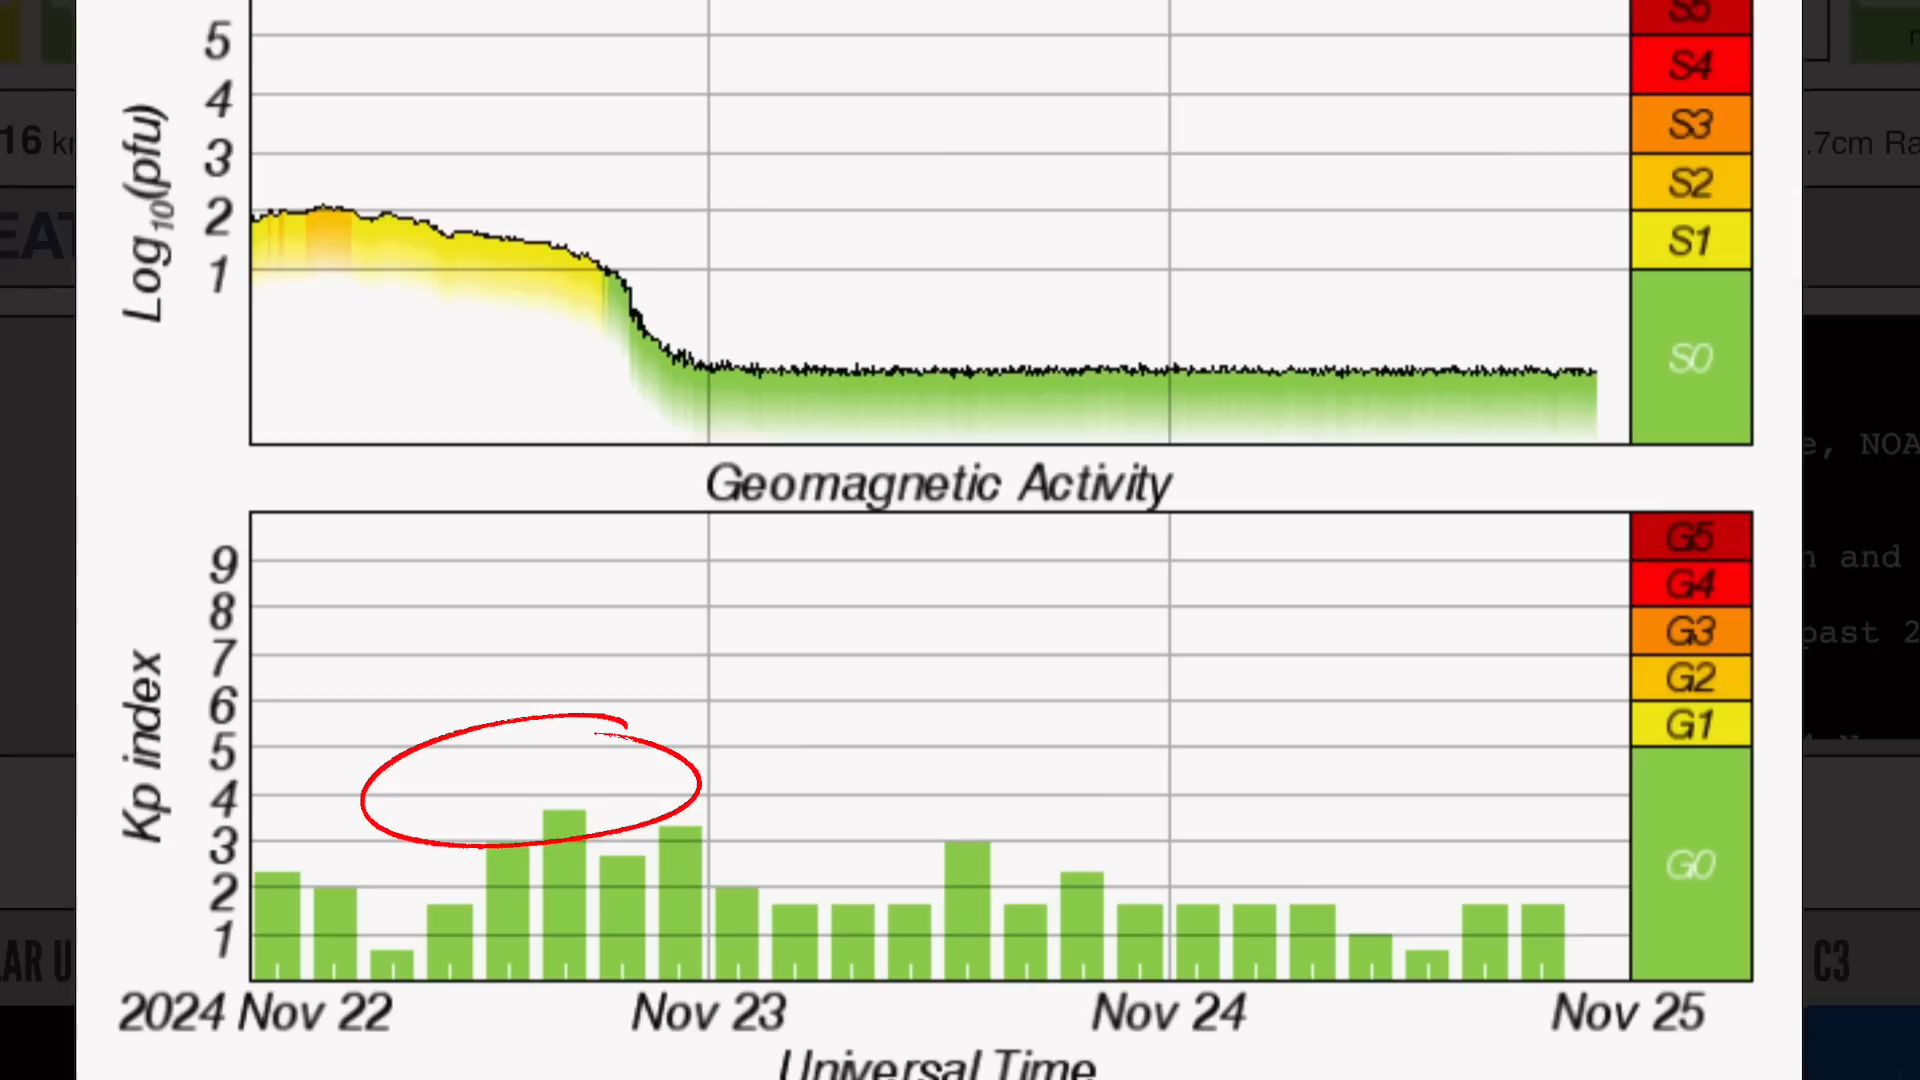 S5
5
S4
4
S3
3
S2
2
S1
1
S0
Log10(pfu)
Geomagnetic Activity
G5
9
G4
8
G3
7
G2
6
G1
5
4
3
G0
2
1
Kp index
2024 Nov 22 Nov 23 Nov 24 Nov 25
Universal Time
16 km
.7cm Ra
EAT
e, NOA
n and
past 2
LAR U
C3